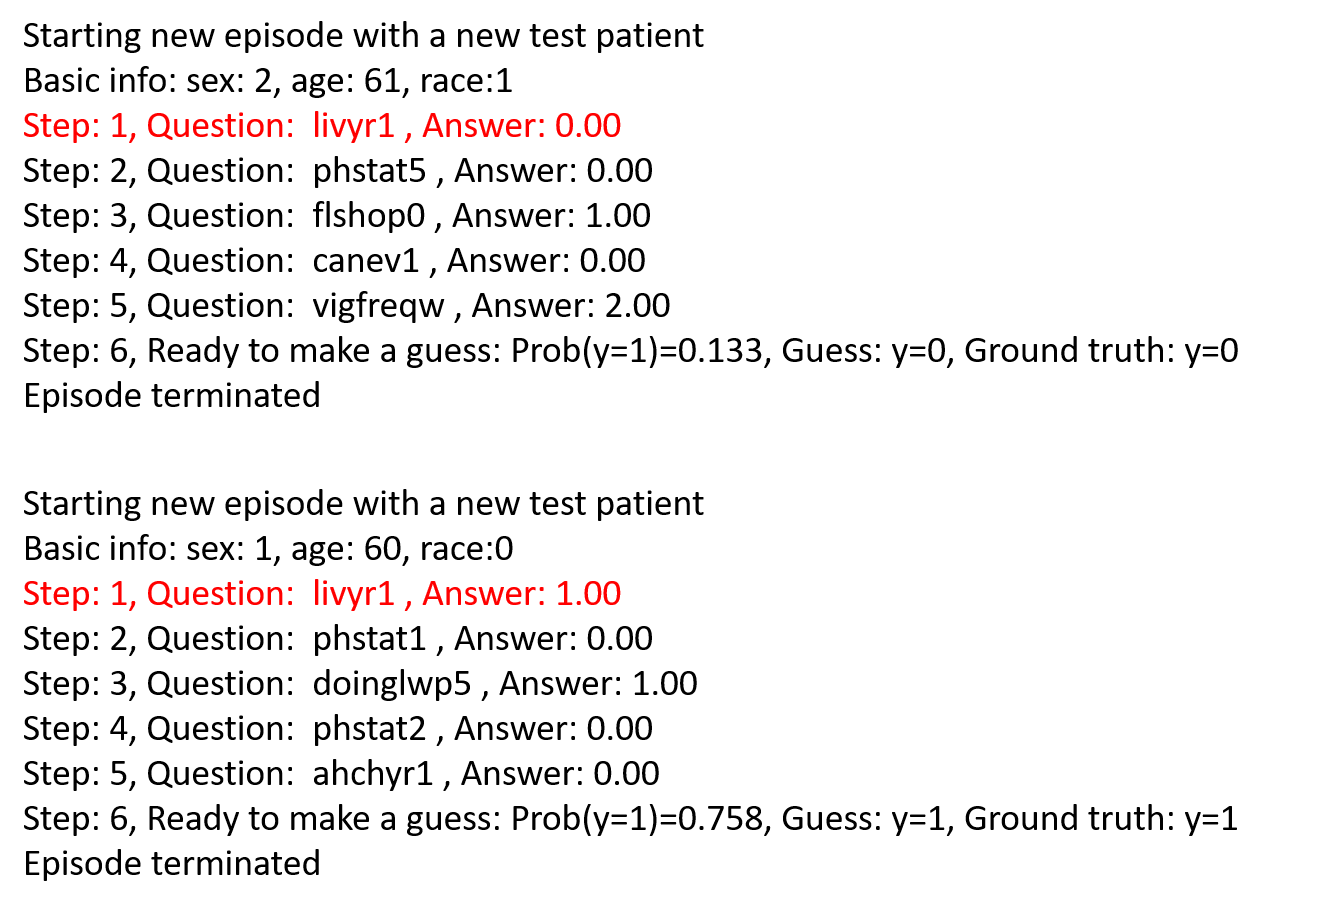 Starting new episode with a new test patient
Basic info: sex: 2, age: 61, race:1
Step: 1, Question:  livyr1 , Answer: 0.00
Step: 2, Question:  phstat5 , Answer: 0.00
Step: 3, Question:  flshop0 , Answer: 1.00
Step: 4, Question:  canev1 , Answer: 0.00
Step: 5, Question:  vigfreqw , Answer: 2.00
Step: 6, Ready to make a guess: Prob(y=1)=0.133, Guess: y=0, Ground truth: y=0
Episode terminated
Starting new episode with a new test patient
Basic info: sex: 1, age: 60, race:0
Step: 1, Question:  livyr1 , Answer: 1.00
Step: 2, Question:  phstat1 , Answer: 0.00
Step: 3, Question:  doinglwp5 , Answer: 1.00
Step: 4, Question:  phstat2 , Answer: 0.00
Step: 5, Question:  ahchyr1 , Answer: 0.00
Step: 6, Ready to make a guess: Prob(y=1)=0.758, Guess: y=1, Ground truth: y=1
Episode terminated